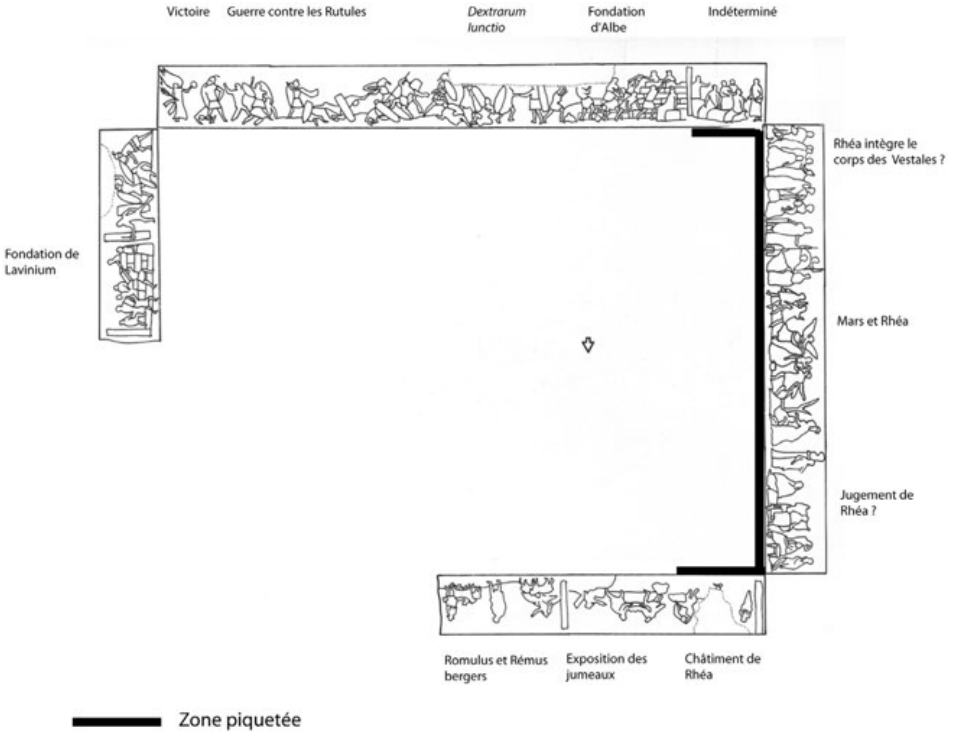 Victoire
Guerre contre les Rutules
Dextrarum
Iunctio
Fondation
d'Albe
Indéterminé
Rhéa intègre le
corps des Vestales ?
Fondation de
Lavinium
Mars et Rhéa
Jugement de
Rhéa ?
Romulus et Rémus
bergers
Exposition des
jumeaux
Châtiment de
Rhéa
Zone piquetée